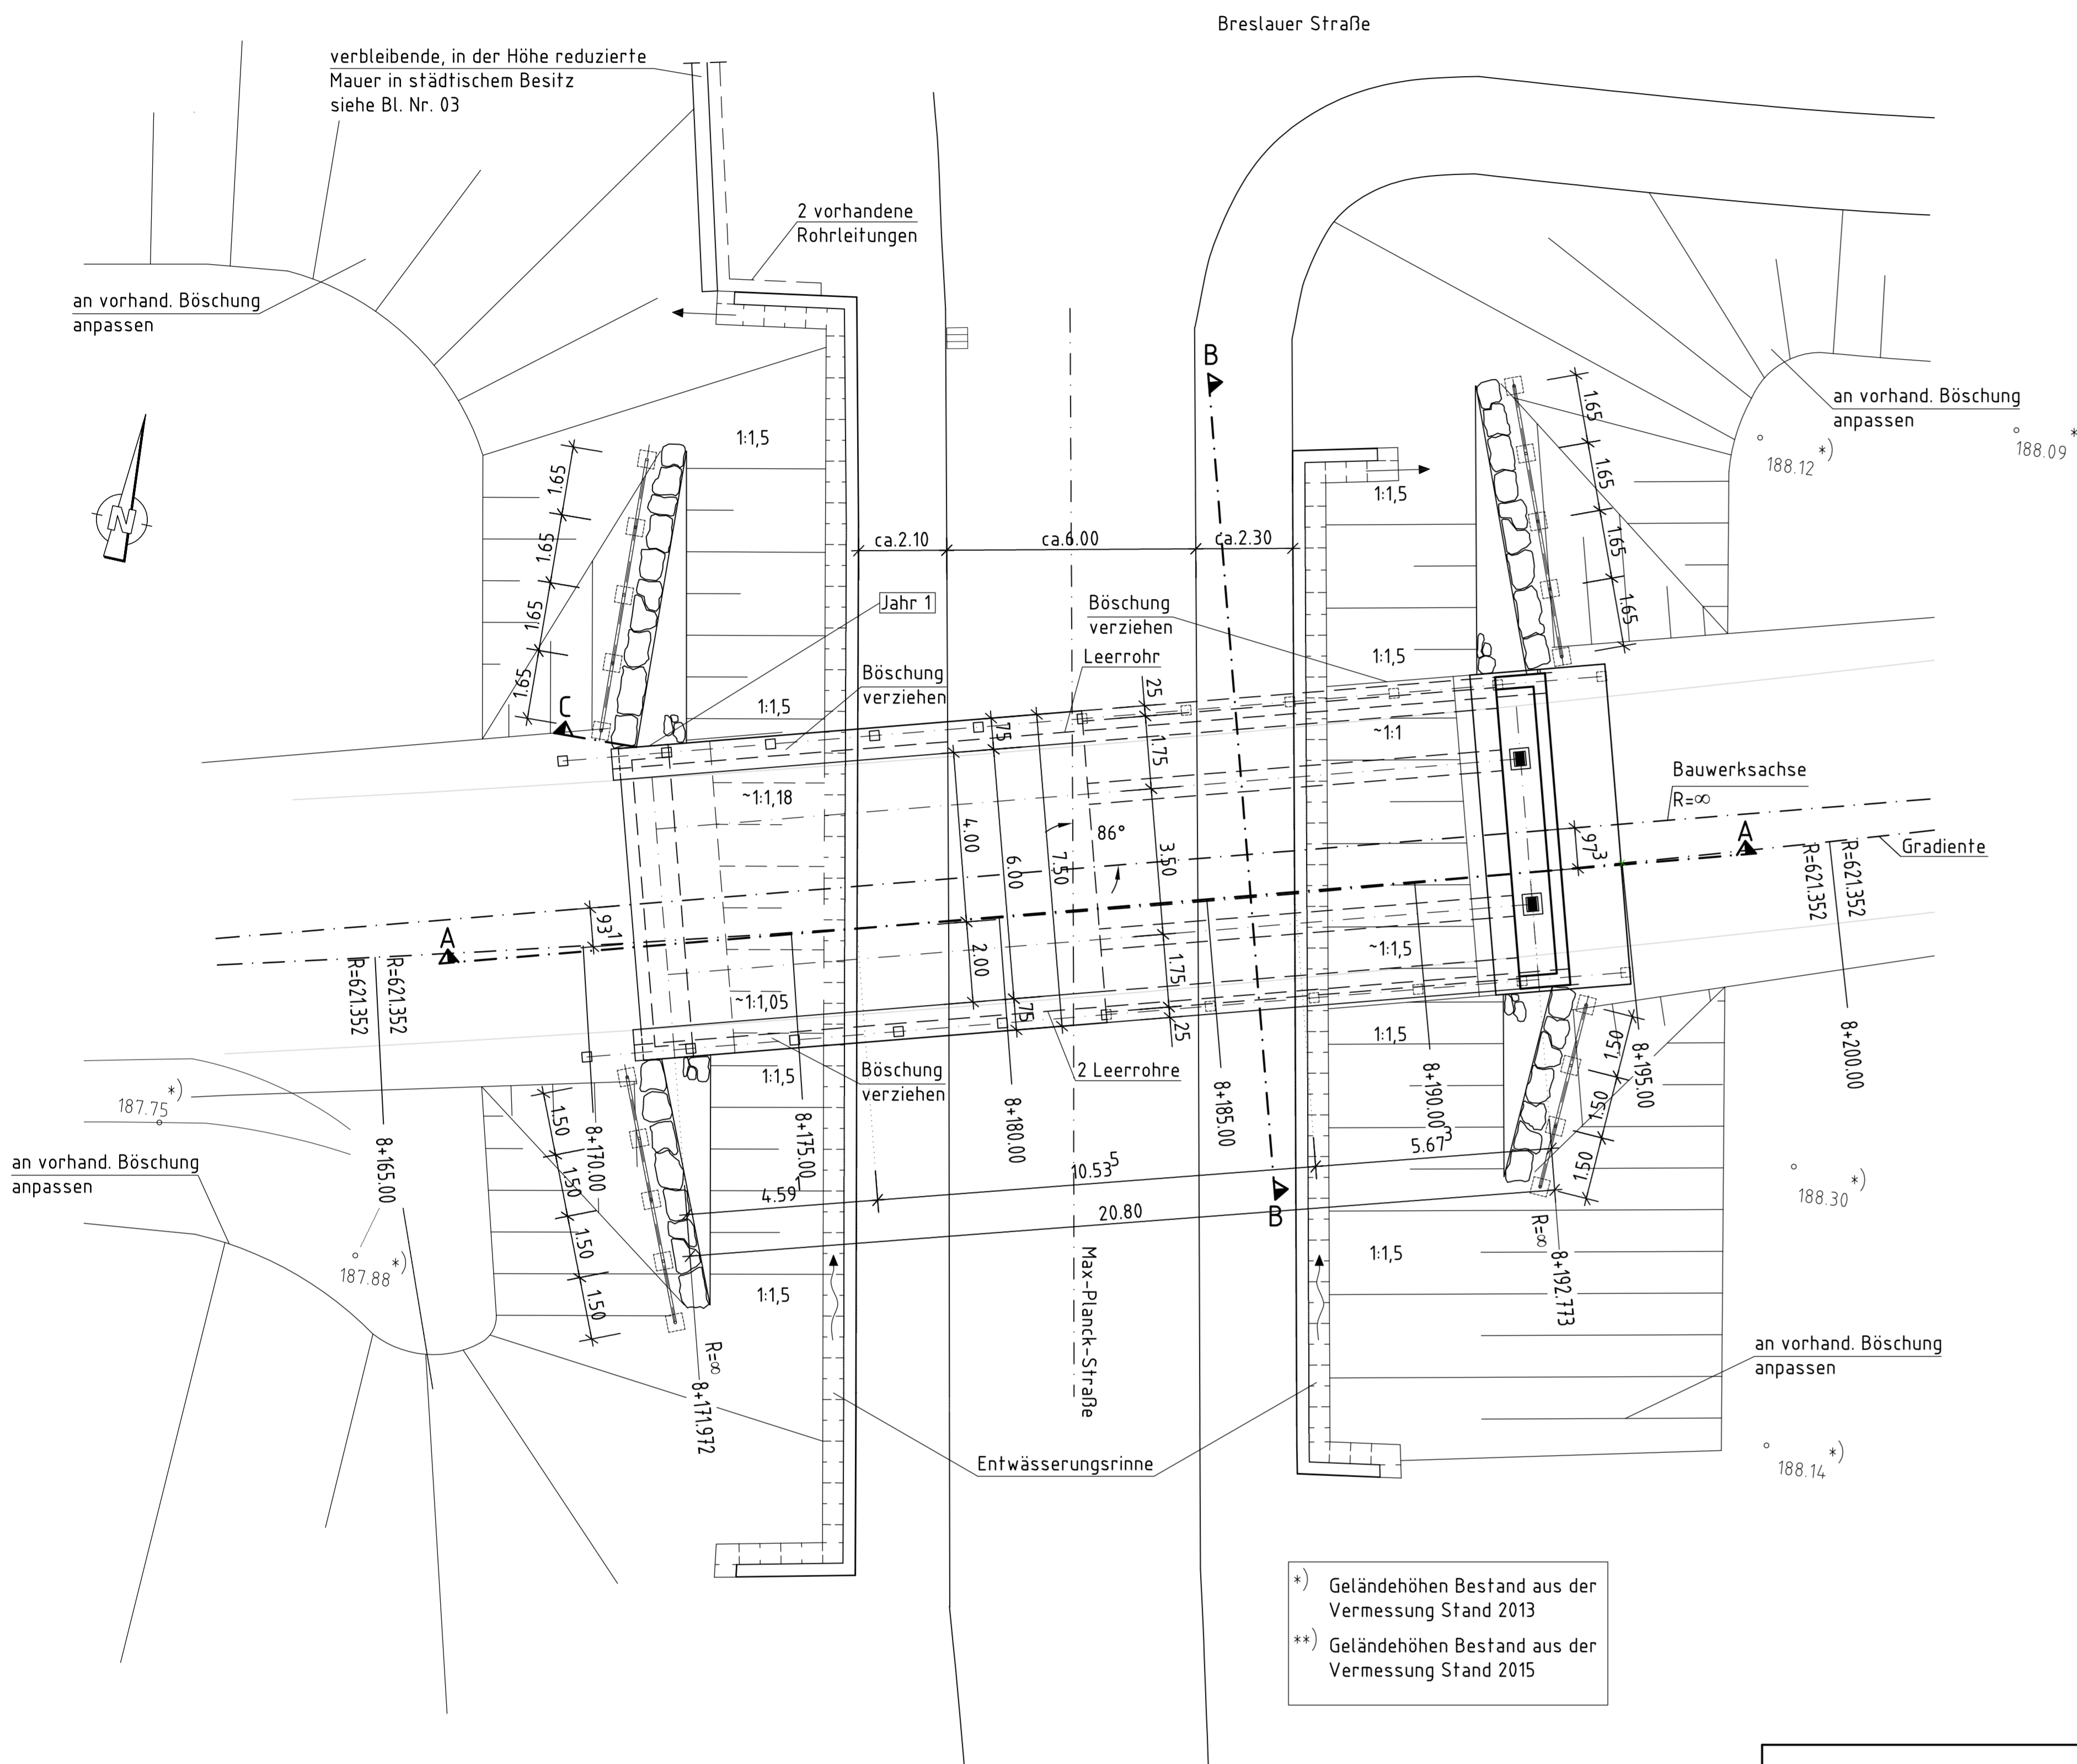 Breslauer Straße
verbleibende, in der Höhe reduzierte
Mauer in städtischem Besitz
siehe Bl. Nr. 03
2 vorhandene
Rohrleitungen
an vorhand. Böschung
anpassen
B
an vorhand. Böschung
anpassen
188.12 *)
188.09 *
1:1,5
1:1,5
1.65
1.65
1.65
1.65
1.65
1.65
1.65
1.65
N
ca.2.10
ca.6.00
ca.2.30
Jahr 1
Böschung
verziehen
Leerrohr
Böschung
verziehen
1:1,5
1:1,5
C
25
75
1.75
~1:1
~1:1,18
4.00
6.00
7.50
86°
3.50
Bauwerksachse
R=∞
97³
A
Gradiente
R=621.352
R=621.352
93¹
A
R=621.352
R=621.352
2.00
1.75
~1:1,5
~1:1,05
75
25
1:1,5
1:1,5
Böschung
verziehen
2 Leerrohre
187.75 *)
8+165.00
8+170.00
8+175.00
8+180.00
8+185.00
8+190.00
8+195.00
8+200.00
1.50
1.50
1.50
1.50
1.50
1.50
1.50
an vorhand. Böschung
anpassen
4.59¹
10.53⁵
5.67³
20.80
B
188.30 *)
187.88 *)
1:1,5
1:1,5
R=∞
8+171.972
R=∞
8+192.773
Max-Planck-Straße
an vorhand. Böschung
anpassen
Entwässerungsrinne
188.14 *)
*) Geländehöhen Bestand aus der
Vermessung Stand 2013
**) Geländehöhen Bestand aus der
Vermessung Stand 2015